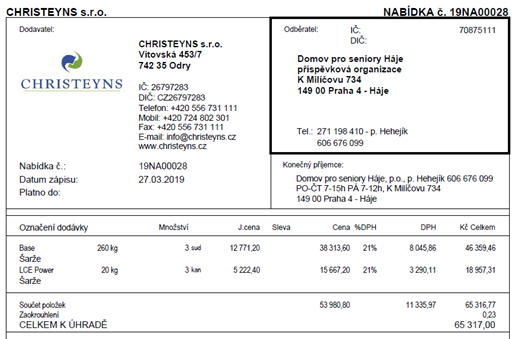 CHRISTEYNS s.r.o.
NABÍDKA č. 19NA00028
Dodavatel:
CHRISTEYNS
CHRISTEYNS s.r.o.
Vítovská 453/7
742 35 Odry
IČ: 26797283
DIČ: CZ26797283
Telefon: +420 556 731 111
Mobil: +420 724 802 301
Fax: +420 556 731 111
E-mail: info@christeyns.cz
www.christeyns.cz
Nabídka č.: 19NA00028
Datum zápisu: 27.03.2019
Platno do:
Odběratel: IČ: 70875111
DIČ:
Domov pro seniory Háje
příspěvková organizace
K Milíčovu 734
149 00 Praha 4 - Háje
Tel.: 271 198 410 - p. Hehejík
606 676 099
Konečný příjemce:
Domov pro seniory Háje, p.o., p. Hehejík 606 676 099
PO-ČT 7-15h PÁ 7-12h, K Milíčovu 734
149 00 Praha 4 - Háje
Označení dodávky Množství J.cena Sleva Cena %DPH DPH Kč Celkem
Base 260 kg 3 sud 12 771,20 38 313,60 21% 8 045,86 46 359,46
Šarže
LCE Power 20 kg 3 kan 5 222,40 15 667,20 21% 3 290,11 18 957,31
Šarže
Součet položek 53 980,80 11 335,97 65 316,77
Zaokrouhlení 0,23
CELKEM K ÚHRADĚ 65 317,00